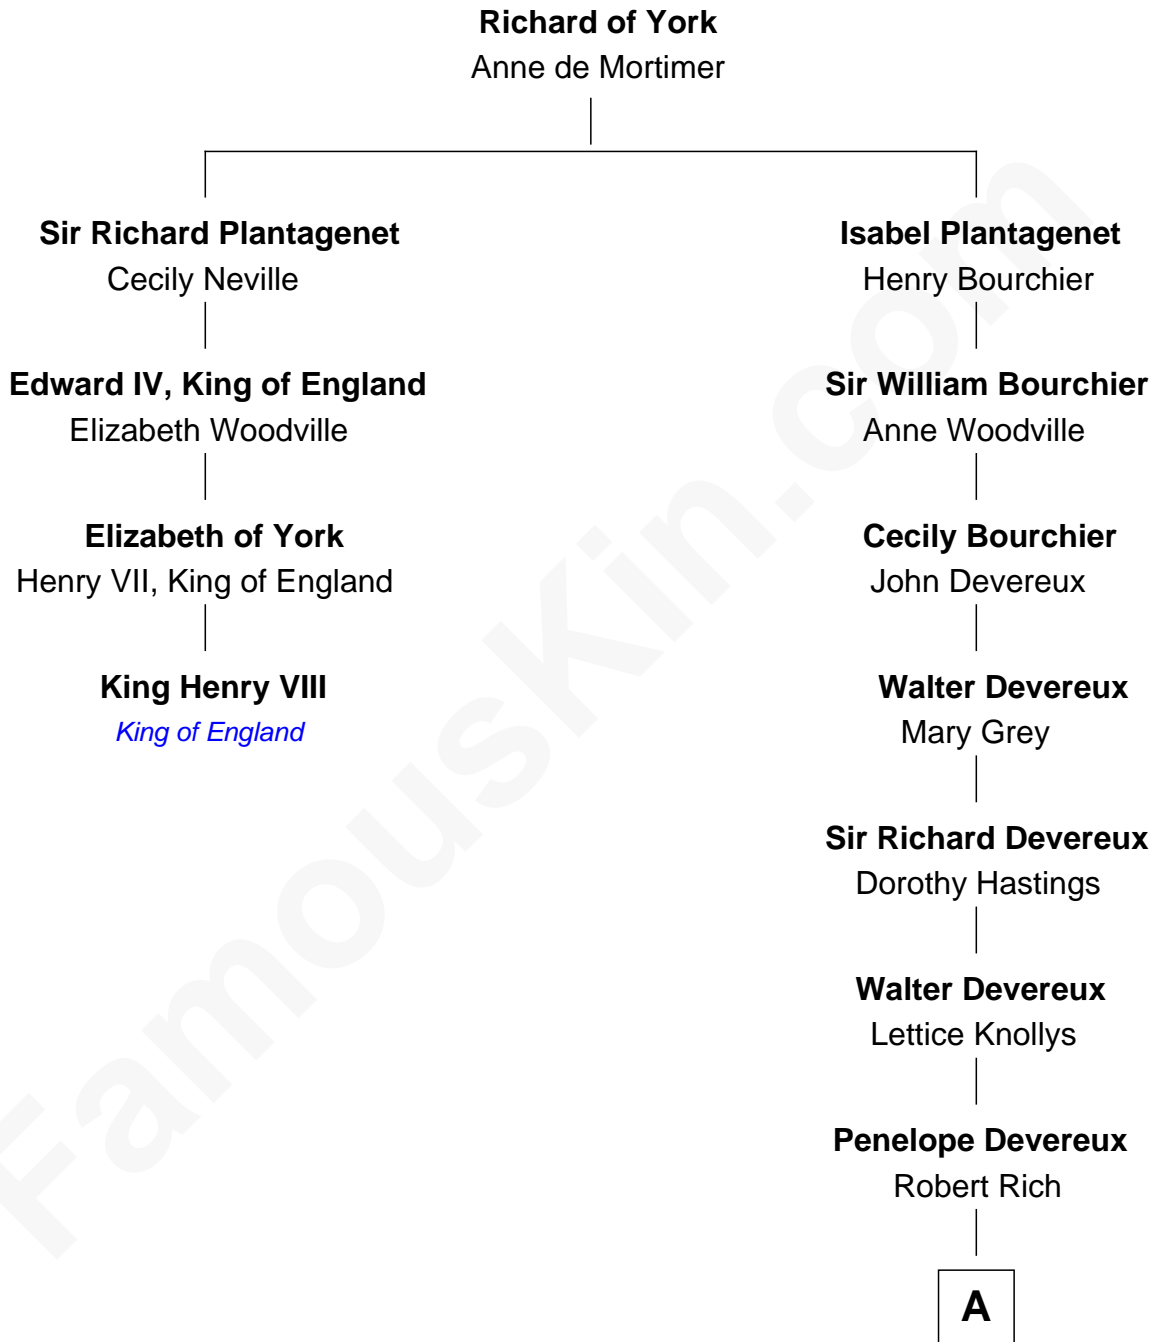 Richard of York
Anne de Mortimer
Sir Richard Plantagenet
Cecily Neville
Isabel Plantagenet
Henry Bourchier
Edward IV, King of England
Elizabeth Woodville
Sir William Bourchier
Anne Woodville
Elizabeth of York
Henry VII, King of England
Cecily Bourchier
John Devereux
King Henry VIII
King of England
Walter Devereux
Mary Grey
Sir Richard Devereux
Dorothy Hastings
Walter Devereux
Lettice Knollys
Penelope Devereux
Robert Rich
A
FamousKin.com